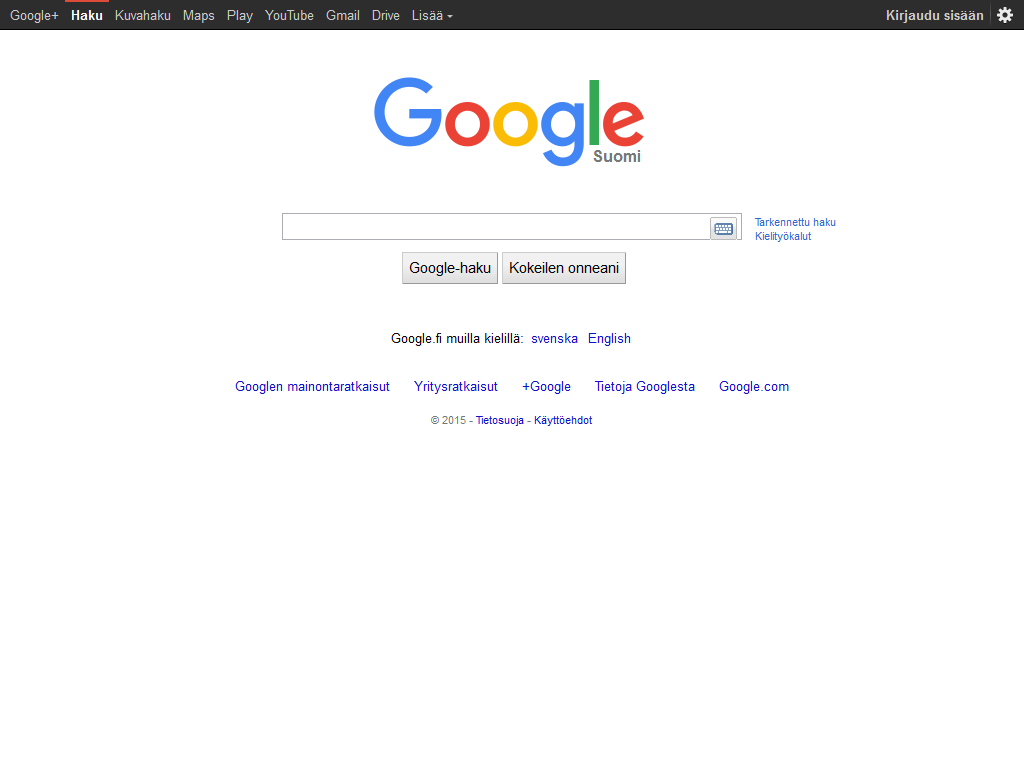 Google+ Haku Kuvahaku Maps Play YouTube Gmail Drive Lisää Kirjaudu sisään
Google
Suomi
Tarkennettu haku
Kielityökalut
Google-haku Kokeilen onneani
Google.fi muilla kielillä: svenska English
Googlen mainontaratkaisut Yritysratkaisut +Google Tietoja Googlesta Google.com
© 2015 - Tietosuoja - Käyttöehdot